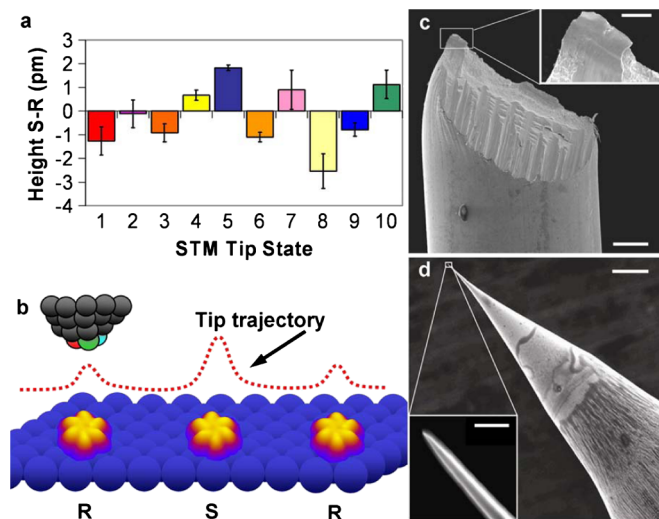 a
Height S-R (pm)
3
2
1
0
-1
-2
-3
-4
1 2 3 4 5 6 7 8 9 10
STM Tip State
b
Tip trajectory
R S R
c
d